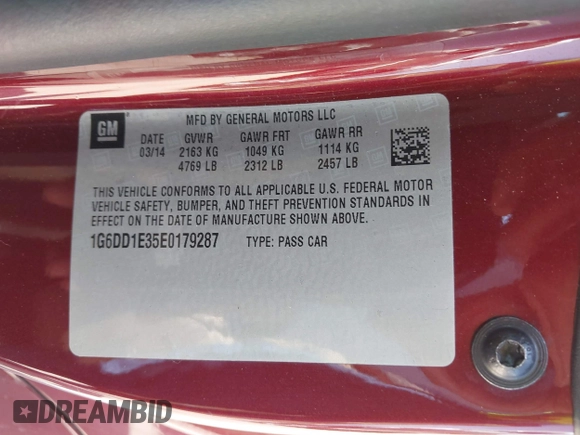 MFD BY GENERAL MOTORS LLC
GM
DATE GVWR GAWR FRT GAWR RR
03/14 2163 KG 1049 KG 1114 KG
4769 LB 2312 LB 2457 LB
THIS VEHICLE CONFORMS TO ALL APPLICABLE U.S. FEDERAL MOTOR
VEHICLE SAFETY, BUMPER, AND THEFT PREVENTION STANDARDS IN
EFFECT ON THE DATE OF MANUFACTURE SHOWN ABOVE.
1G6DD1E35E0179287 TYPE: PASS CAR
DREAMBID